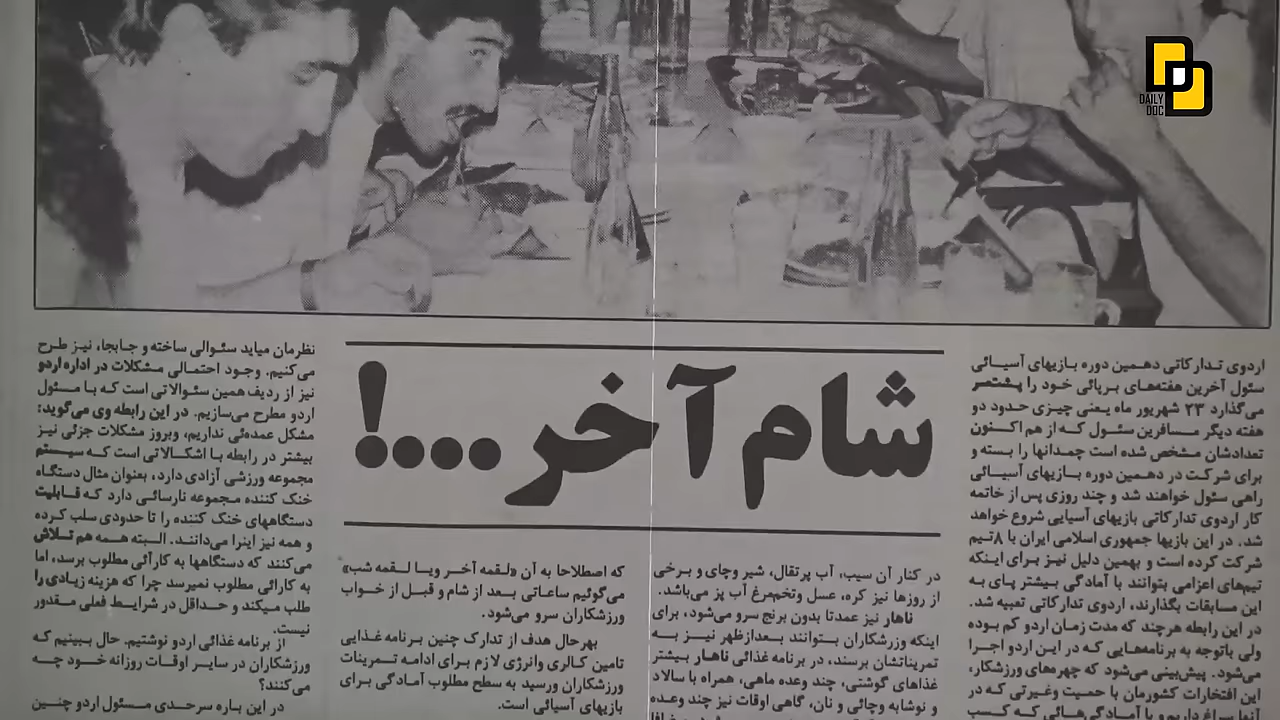 DAILY
DOC
شام آخر....!
اردوی تدارکاتی دهمین دوره بازیهای آسیائی
سئول آخرین هفته‌های برپائی خود را پشتسر
می‌گذارد ۲۳ شهریور ماه یعنی چیزی حدود دو
هفته دیگر مسافرین سئول که از هم اکنون
تعدادشان مشخص شده است چمدانها را بسته و
برای شرکت در دهمین دوره بازیهای آسیائی
راهی سئول خواهند شد و چند روزی پس از خاتمه
کار اردوی تدارکاتی بازیهای آسیایی شروع خواهد
شد. در این بازیها جمهوری اسلامی ایران با ۸ تیم
شرکت کرده است و بهمین دلیل نیز برای اینکه
تیم‌های اعزامی بتوانند با آمادگی بیشتر پای به
این مسابقات بگذارند، اردوی تدارکاتی تعبیه شد.
در این رابطه هرچند که مدت زمان اردو کم بوده
ولی باتوجه به برنامه‌هایی که در این اردو اجرا
می‌شود. پیش‌بینی می‌شود که چهره‌های ورزشکار،
این افتخارات کشورمان با حمیت وغیرتی که در
در کنار آن سیب، آب پرتقال، شیر وچای و برخی
از روزها نیز کره، عسل وتخم‌مرغ آب پز می‌باشد.
ناهار نیز عمدتا بدون برنج سرو می‌شود، برای
اینکه ورزشکاران بتوانند بعدازظهر نیز به
تمریناتشان برسند، در برنامه غذائی ناهار بیشتر
غذاهای گوشتی، چند وعده ماهی، همراه با سالاد
و نوشابه وچائی و نان، گاهی اوقات نیز چند وعده
که اصطلاحا به آن «لقمه آخر ویا لقمه شب»
می‌گوئیم ساعاتی بعد از شام و قبل از خواب
ورزشکاران سرو می‌شود.
بهرحال هدف از تدارک چنین برنامه غذایی
تامین کالری وانرژی لازم برای ادامه تمرینات
ورزشکاران ورسید به سطح مطلوب آمادگی برای
بازیهای آسیائی است.
نظرمان میاید سئوالی ساخته و جابجا، نیز طرح
می‌کنیم. وجود احتمالی مشکلات در اداره اردو
نیز از ردیف همین سئوالاتی است که با مسئول
اردو مطرح می‌سازیم. در این رابطه وی می‌گوید:
مشکل عمده‌ئی نداریم، وبروز مشکلات جزئی نیز
بیشتر در رابطه با اشکالاتی است که سیستم
مجموعه ورزشی آزادی دارد، بعنوان مثال دستگاه
خنک کننده مجموعه نارسائی دارد که قابلیت
دستگاههای خنک کننده را تا حدودی سلب کرده
و همه نیز اینرا می‌دانند. البته همه هم تلاش
می‌کنند که دستگاهها به کارآئی مطلوب برسد، اما
به کارائی مطلوب نمیرسد چرا که هزینه زیادی را
طلب میکند و حداقل در شرایط فعلی مقدور
نیست.
از برنامه غذائی اردو نوشتیم. حال ببینیم که
ورزشکاران در سایر اوقات روزانه خود چه
می‌کنند؟
در این باره سرحدی مسئول اردو چنین